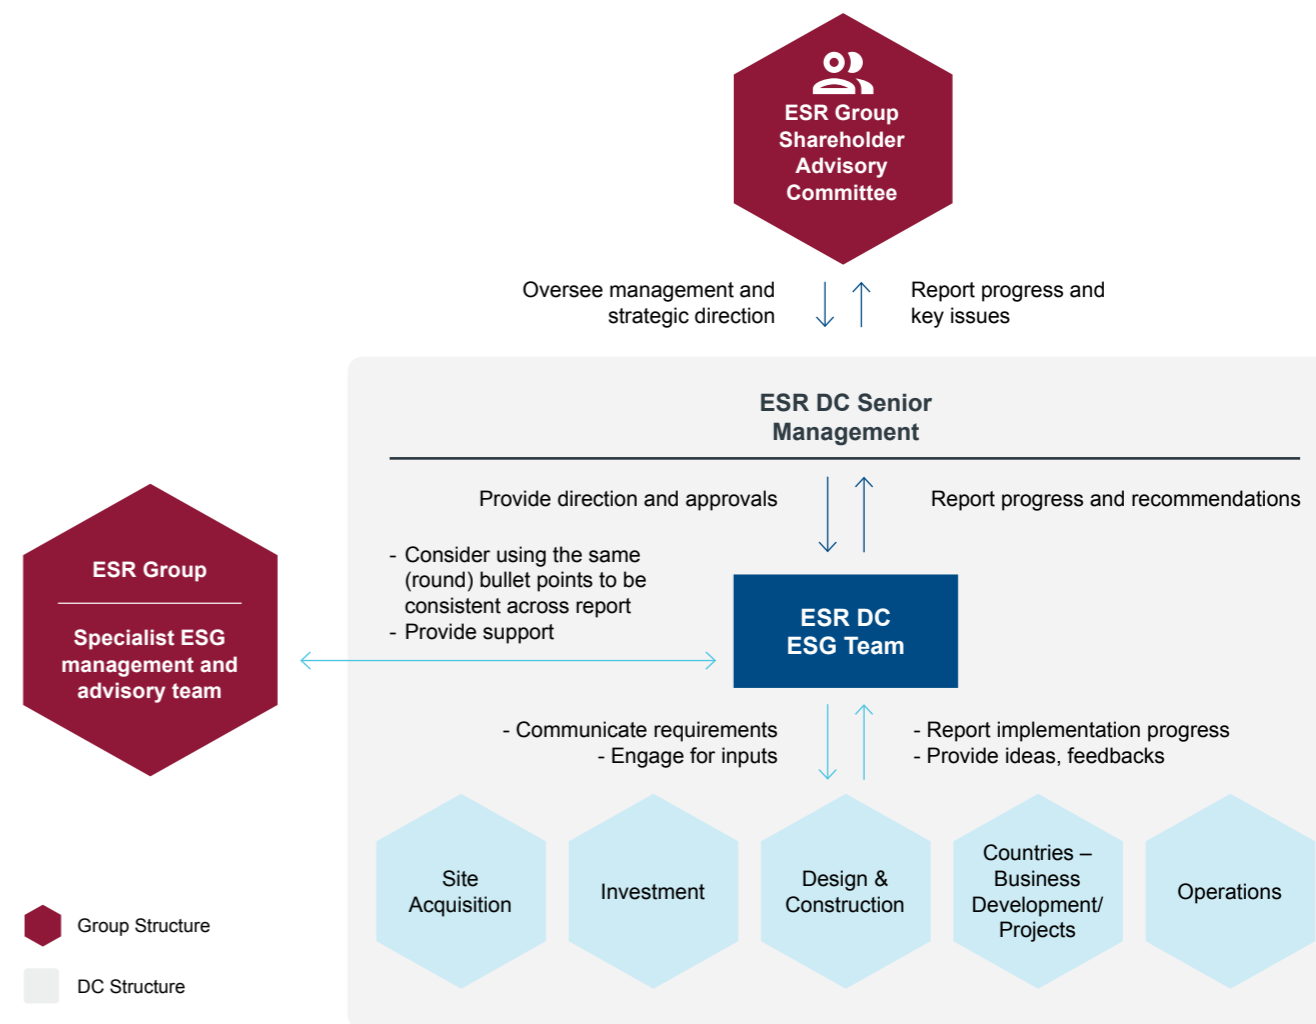 ESR Group
Shareholder
Advisory
Committee
Oversee management and
strategic direction
Report progress and
key issues
ESR DC Senior
Management
Provide direction and approvals
Report progress and recommendations
- Consider using the same
(round) bullet points to be
consistent across report
- Provide support
ESR Group
Specialist ESG
management and
advisory team
ESR DC
ESG Team
- Communicate requirements
- Engage for inputs
- Report implementation progress
- Provide ideas, feedbacks
Site
Acquisition
Investment
Design &
Construction
Countries –
Business
Development/
Projects
Operations
Group Structure
DC Structure